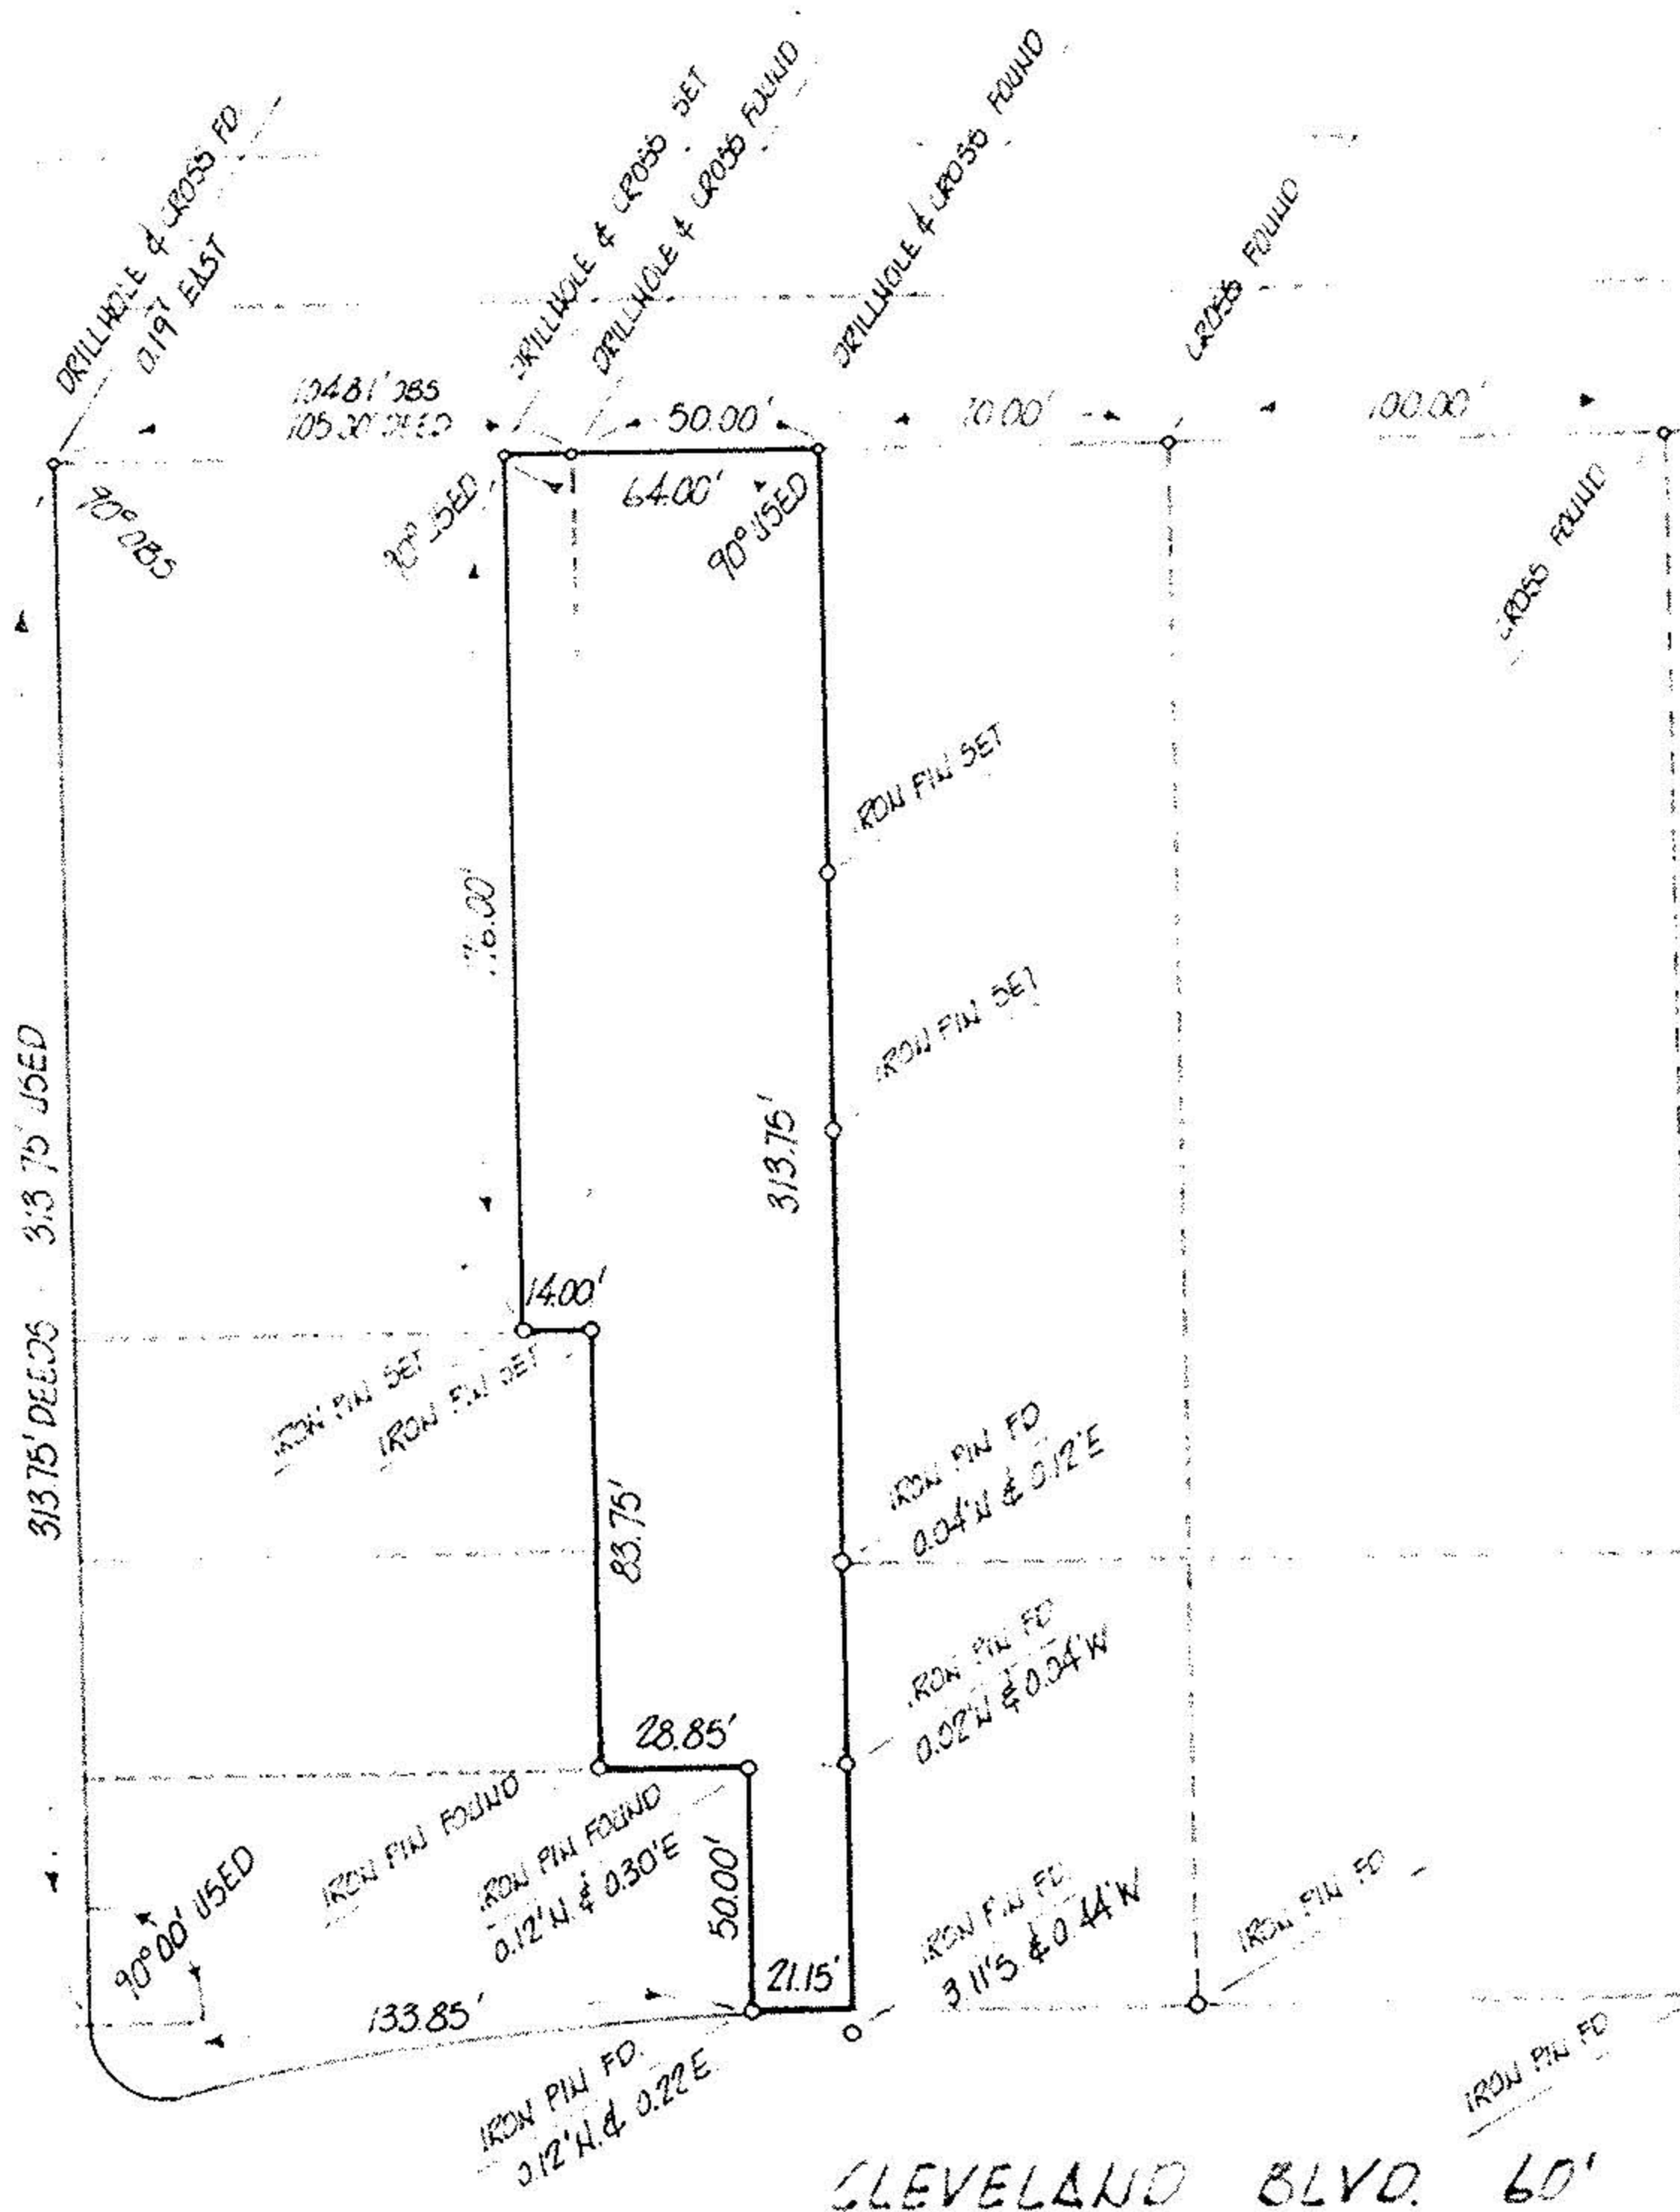 DRILLHOLE & CROSS FD.
0.19' EAST
DRILLHOLE & CROSS SET
DRILLHOLE & CROSS FOUND
DRILLHOLE & CROSS FOUND
CROSS FOUND
104.81' OBS
105.00' DEED
50.00'
70.00'
100.00'
90° OBS
90° USED
64.00'
90° USED
CROSS FOUND
IRON PIN SET
IRON PIN SET
313.75'
313.75' DEEDS 313.75' USED
14.00'
IRON PIN SET
IRON PIN SET
83.75'
IRON PIN FD
0.04'N & 0.12'E
IRON PIN FD
0.02'N & 0.04'W
28.85'
IRON PIN FOUND
IRON PIN FOUND
0.12'N. & 0.30'E
50.00'
90°00' USED
21.15'
133.85'
IRON PIN FD.
3.11'S. & 0.44'W
IRON PIN FD
IRON PIN FD.
0.12'N. & 0.22'E.
IRON PIN FD
CLEVELAND BLVD. 60'